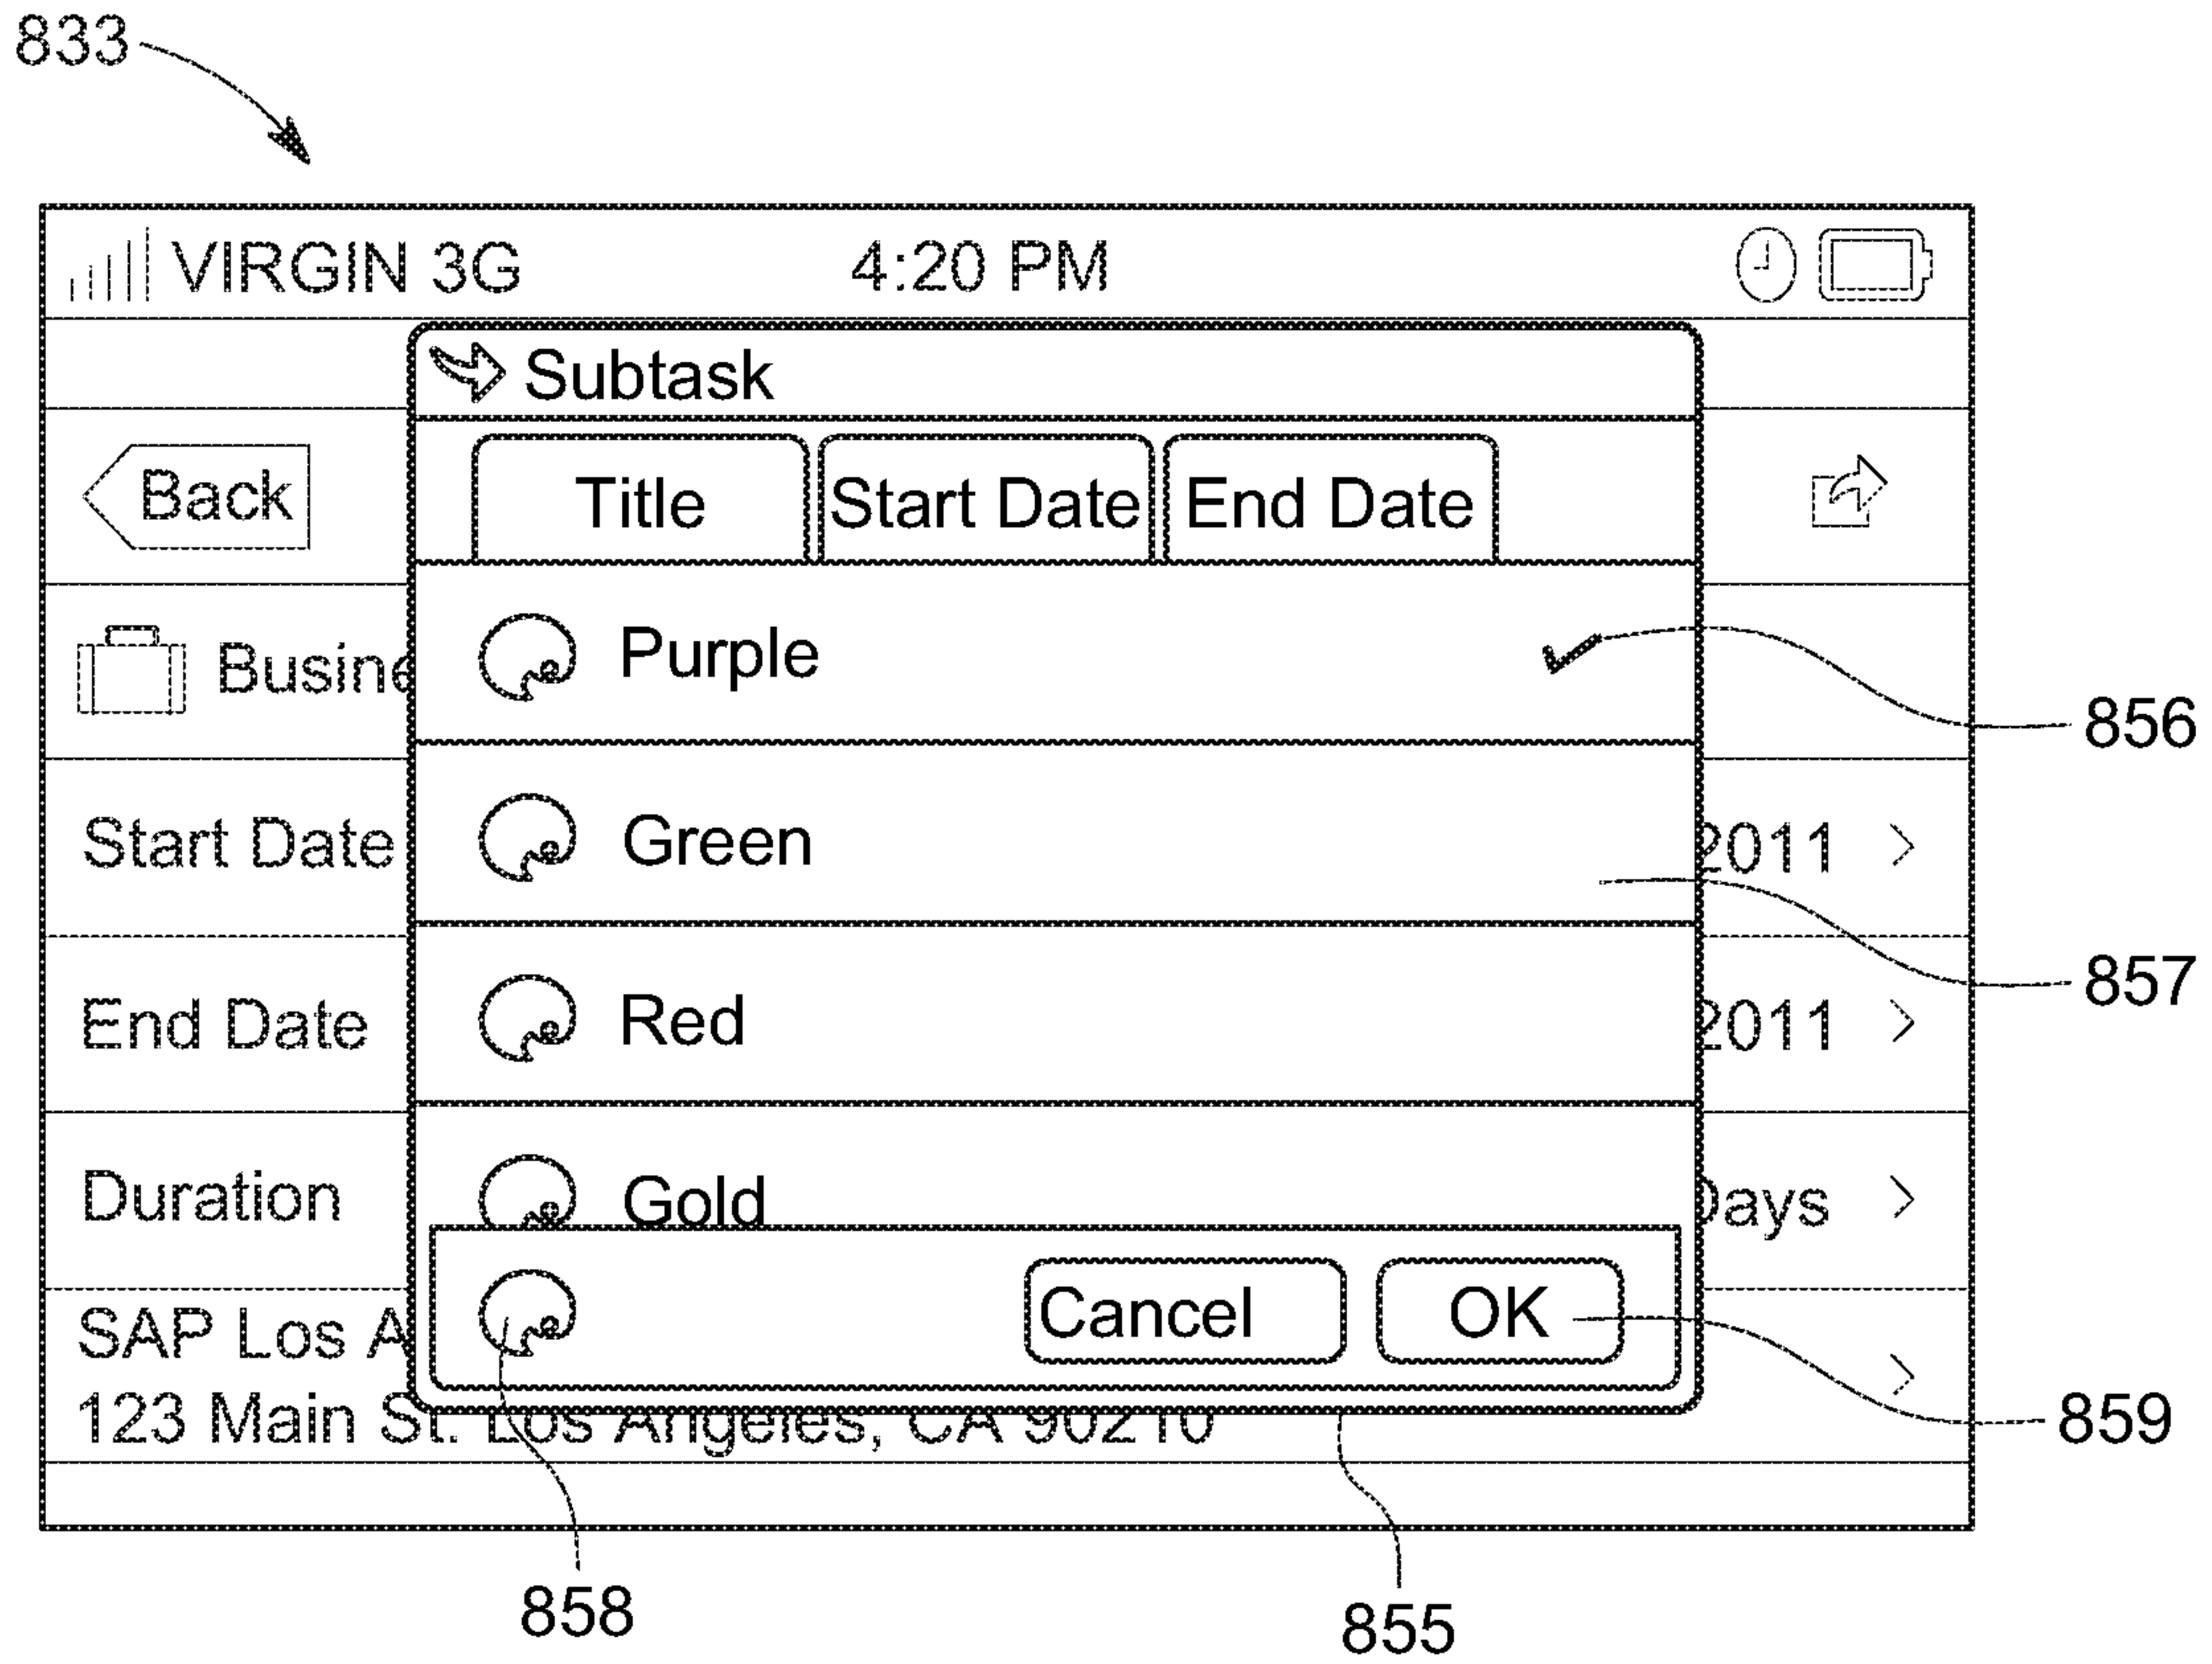 833
VIRGIN 3G 4:20 PM
Subtask
Back Title Start Date End Date
Purple
856
Green
Start Date 2011 >
857
End Date Red 2011 >
Duration Gold >
Cancel OK
SAP Los
123 Main St. Los Angeles, CA 90210
859
858
855